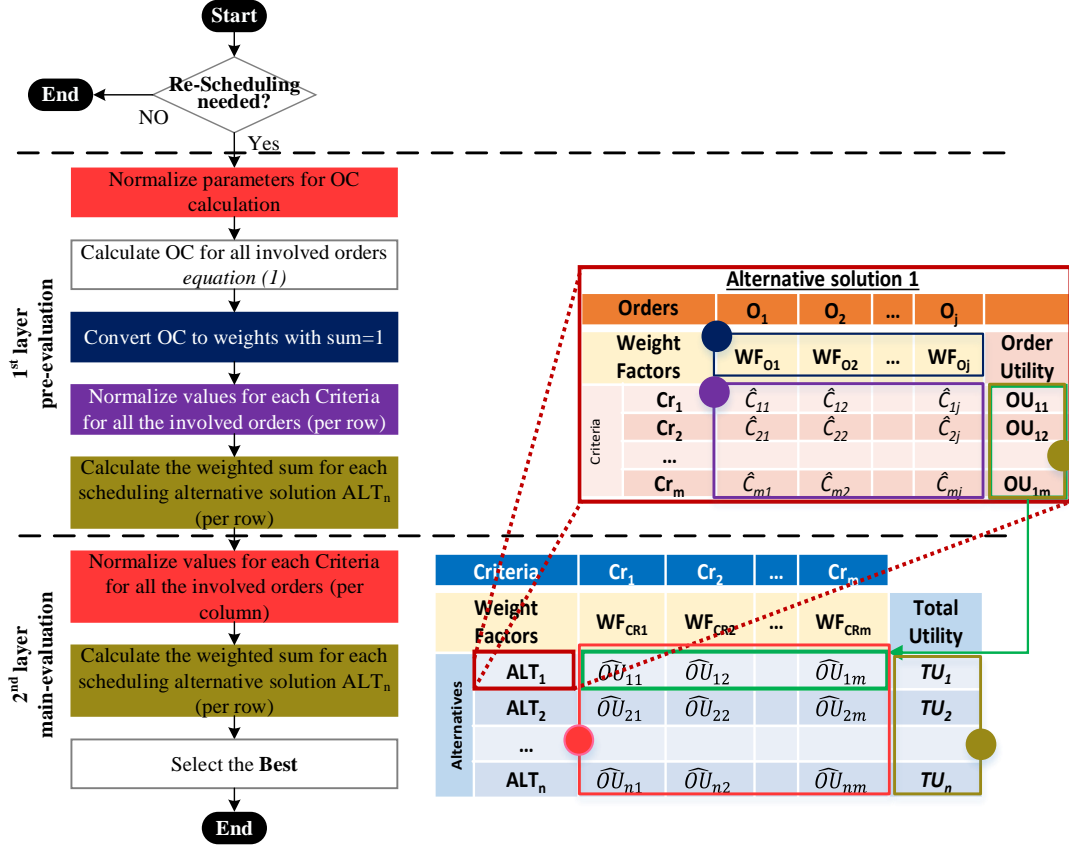 Start
Re-Scheduling
needed?
End
NO
Yes
1st layer
pre-evaluation
Normalize parameters for OC
calculation
Calculate OC for all involved orders
equation (1)
Convert OC to weights with sum=1
Normalize values for each Criteria
for all the involved orders (per row)
Calculate the weighted sum for each
scheduling alternative solution ALTn
(per row)
2nd layer
main-evaluation
Normalize values for each Criteria
for all the involved orders (per
column)
Calculate the weighted sum for each
scheduling alternative solution ALTn
(per row)
Select the Best
End
Alternative solution 1
Orders O1 O2 ... Oj
Weight
Factors
WFO1 WFO2 ... WFOj
Order
Utility
Criteria
Cr1 Ĉ11 Ĉ12 Ĉ1j OU11
Cr2 Ĉ21 Ĉ22 Ĉ2j OU12
...
Crm Ĉm1 Ĉm2 Ĉmj OU1m
Criteria Cr1 Cr2 ... Crm
Weight
Factors
WFCR1 WFCR2 ... WFCRm
Total
Utility
Alternatives
ALT1 ÔU11 ÔU12 ÔU1m TU1
ALT2 ÔU21 ÔU22 ÔU2m TU2
...
ALTn ÔUn1 ÔUn2 ÔUnm TUn